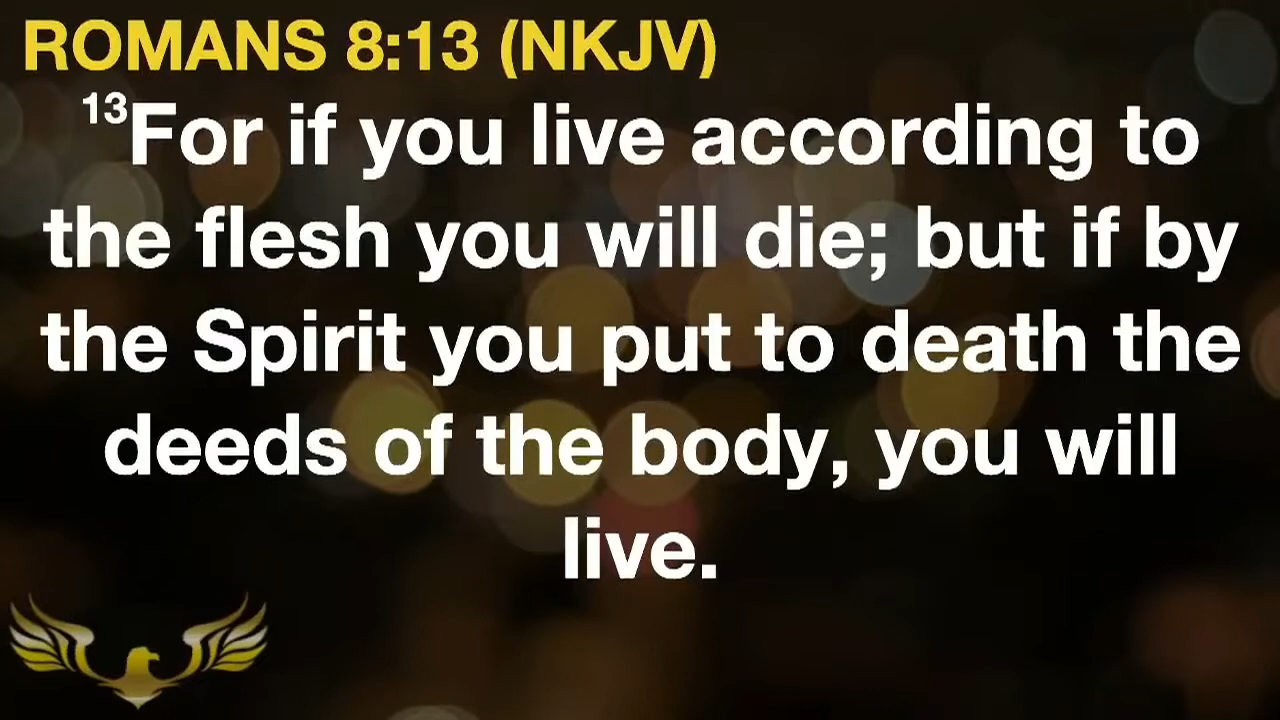 ROMANS 8:13 (NKJV)
13For if you live according to
the flesh you will die; but if by
the Spirit you put to death the
deeds of the body, you will
live.